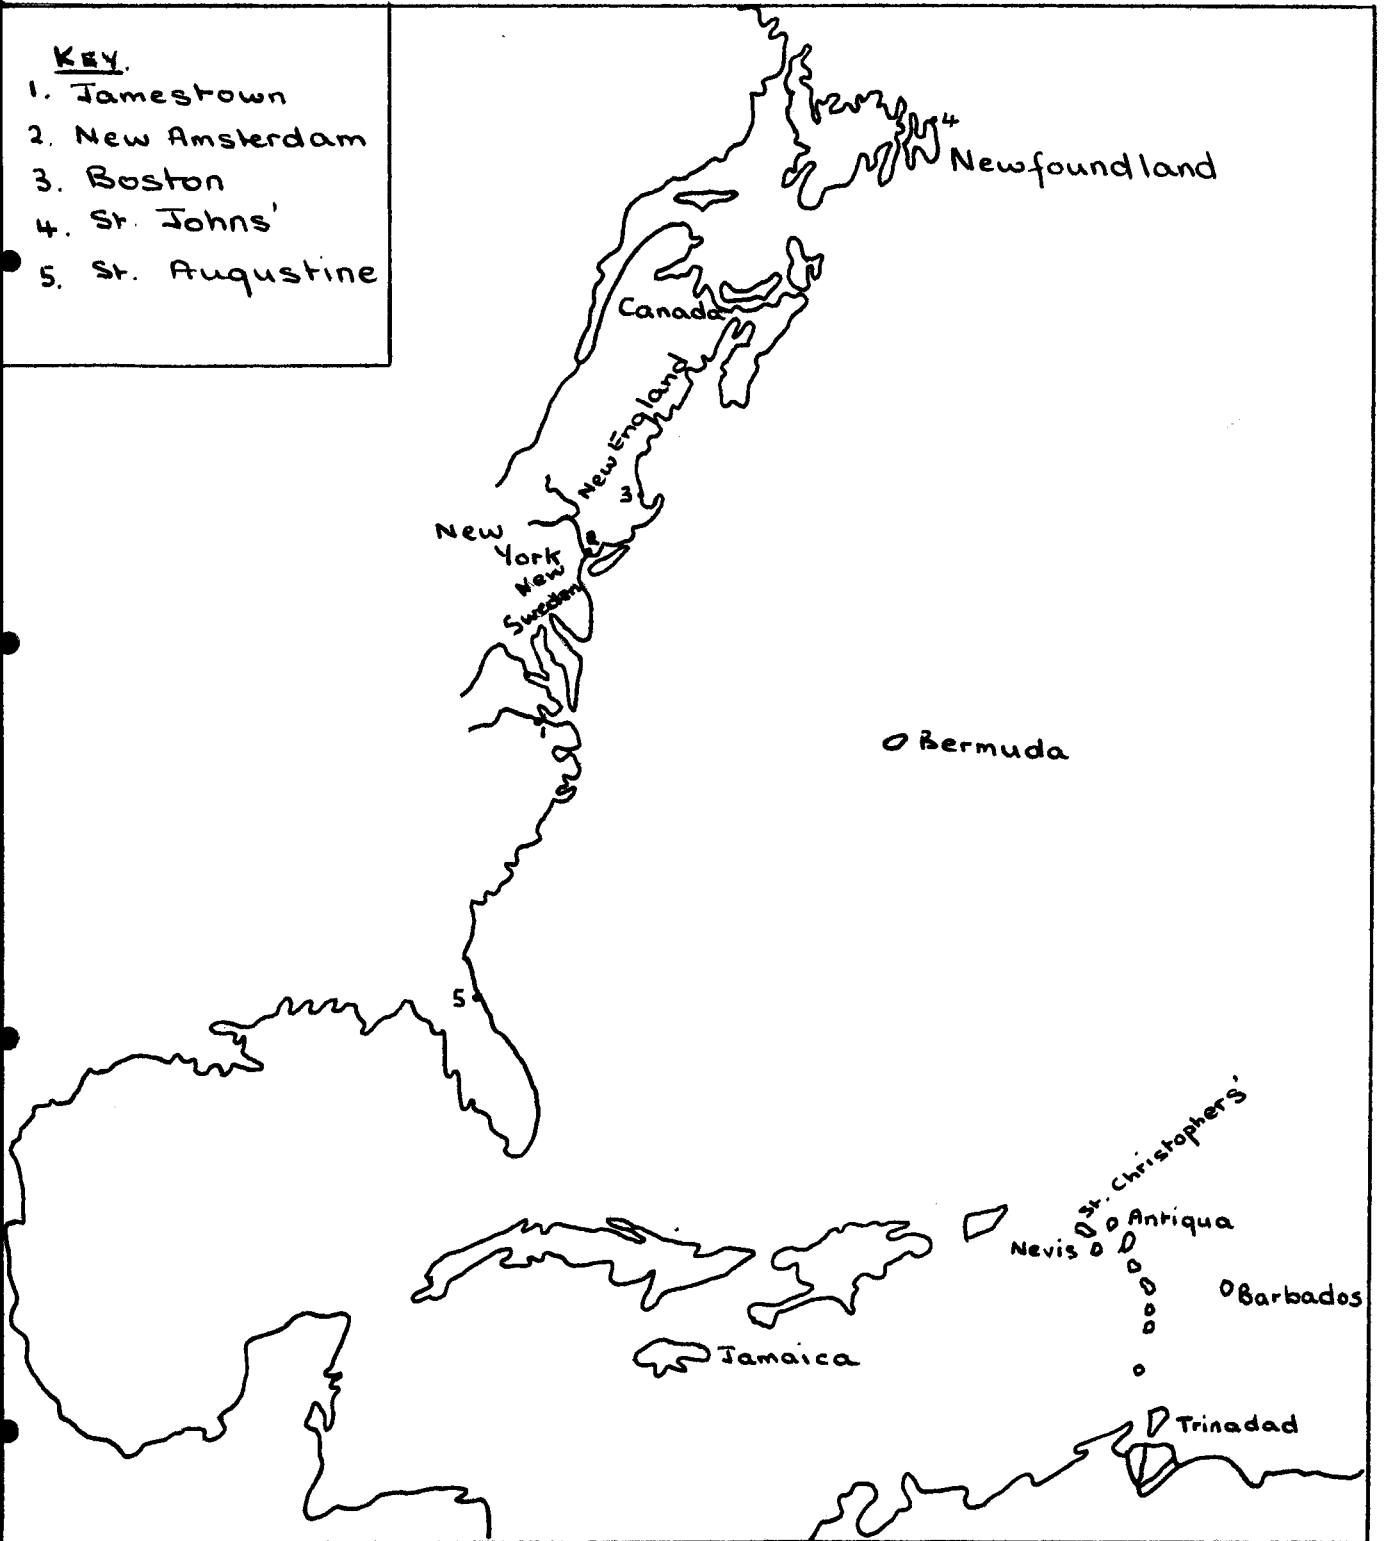 KEY.
1. Jamestown
2. New Amsterdam
3. Boston
4. St. Johns'
5. St. Augustine
4
Newfoundland
Canada
New England
3
New
York
2
New
Sweden
1
Bermuda
5
St. Christophers'
Antiqua
Nevis
Barbados
Jamaica
Trinadad